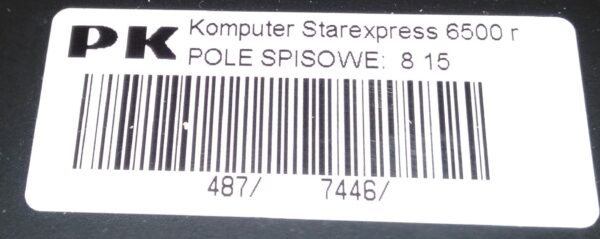 PK Komputer Starexpress 6500 r
POLE SPISOWE: 8 15
487/ 7446/